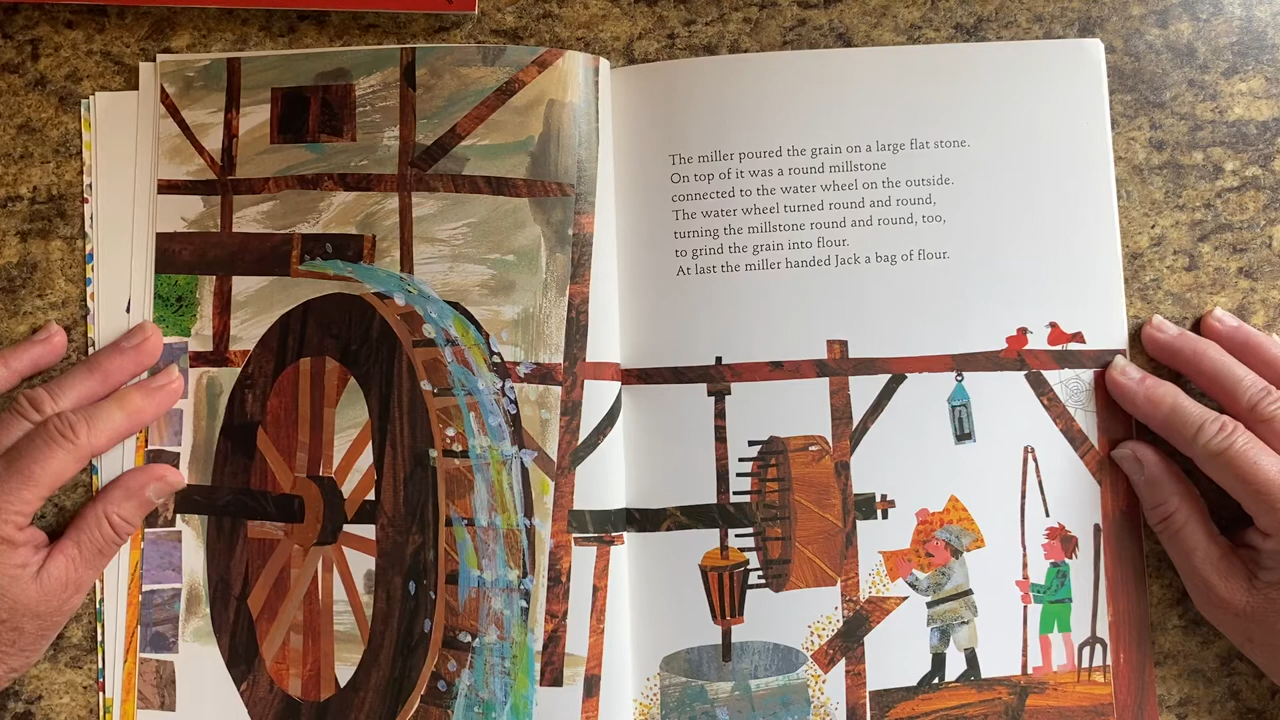 The miller poured the grain on a large flat stone.
On top of it was a round millstone
connected to the water wheel on the outside.
The water wheel turned round and round,
turning the millstone round and round, too,
to grind the grain into flour.
At last the miller handed Jack a bag of flour.